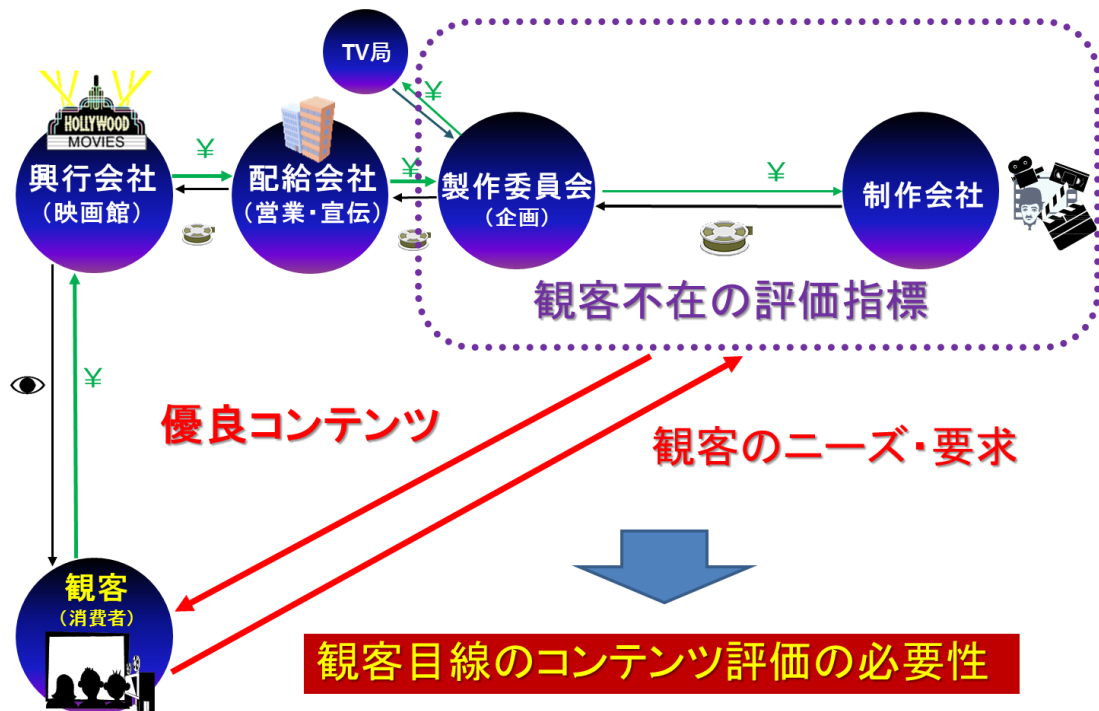 TV局
¥
HOLLYWOOD
MOVIES
興行会社
(映画館)
¥
配給会社
(営業・宣伝)
¥
製作委員会
(企画)
¥
制作会社
観客不在の評価指標
¥
優良コンテンツ
観客のニーズ・要求
観客
(消費者)
観客目線のコンテンツ評価の必要性